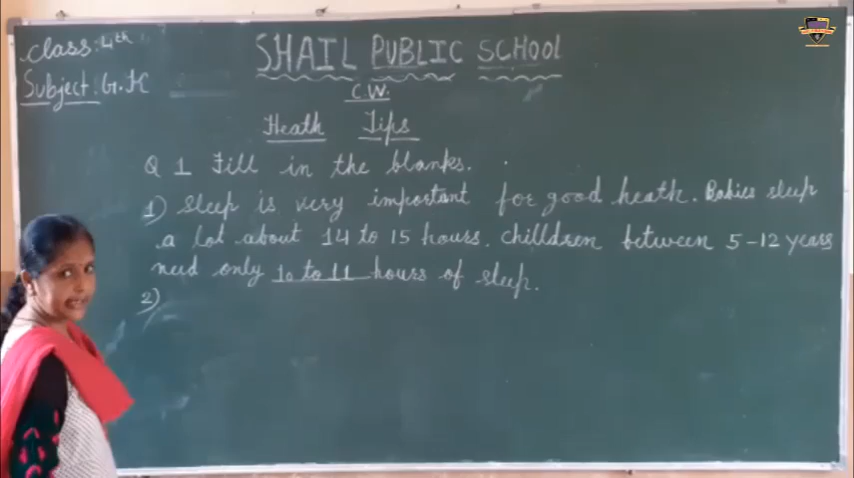 Class: 4th
SHAIL PUBLIC SCHOOL
Subject: G.K
C.W.
Heath Tips
Q 1 Fill in the blanks.
1) Sleep is very important for good heath. Babies sleep
a lot about 14 to 15 hours. Chilldren between 5-12 years
need only 10 to 11 hours of sleep.
2)